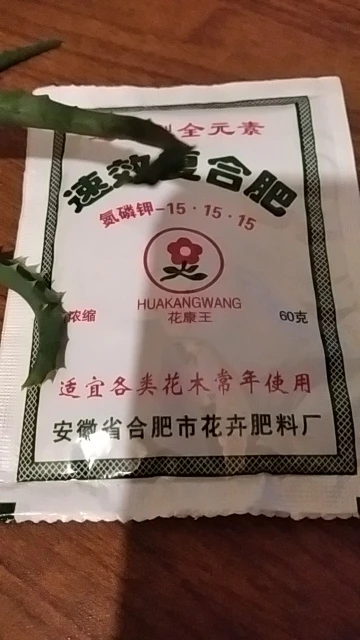 全元素
速效复合肥
氮磷钾-15·15·15
HUAKANGWANG
花康王
浓缩
60克
适宜各类花木常年使用
安徽省合肥市花卉肥料厂